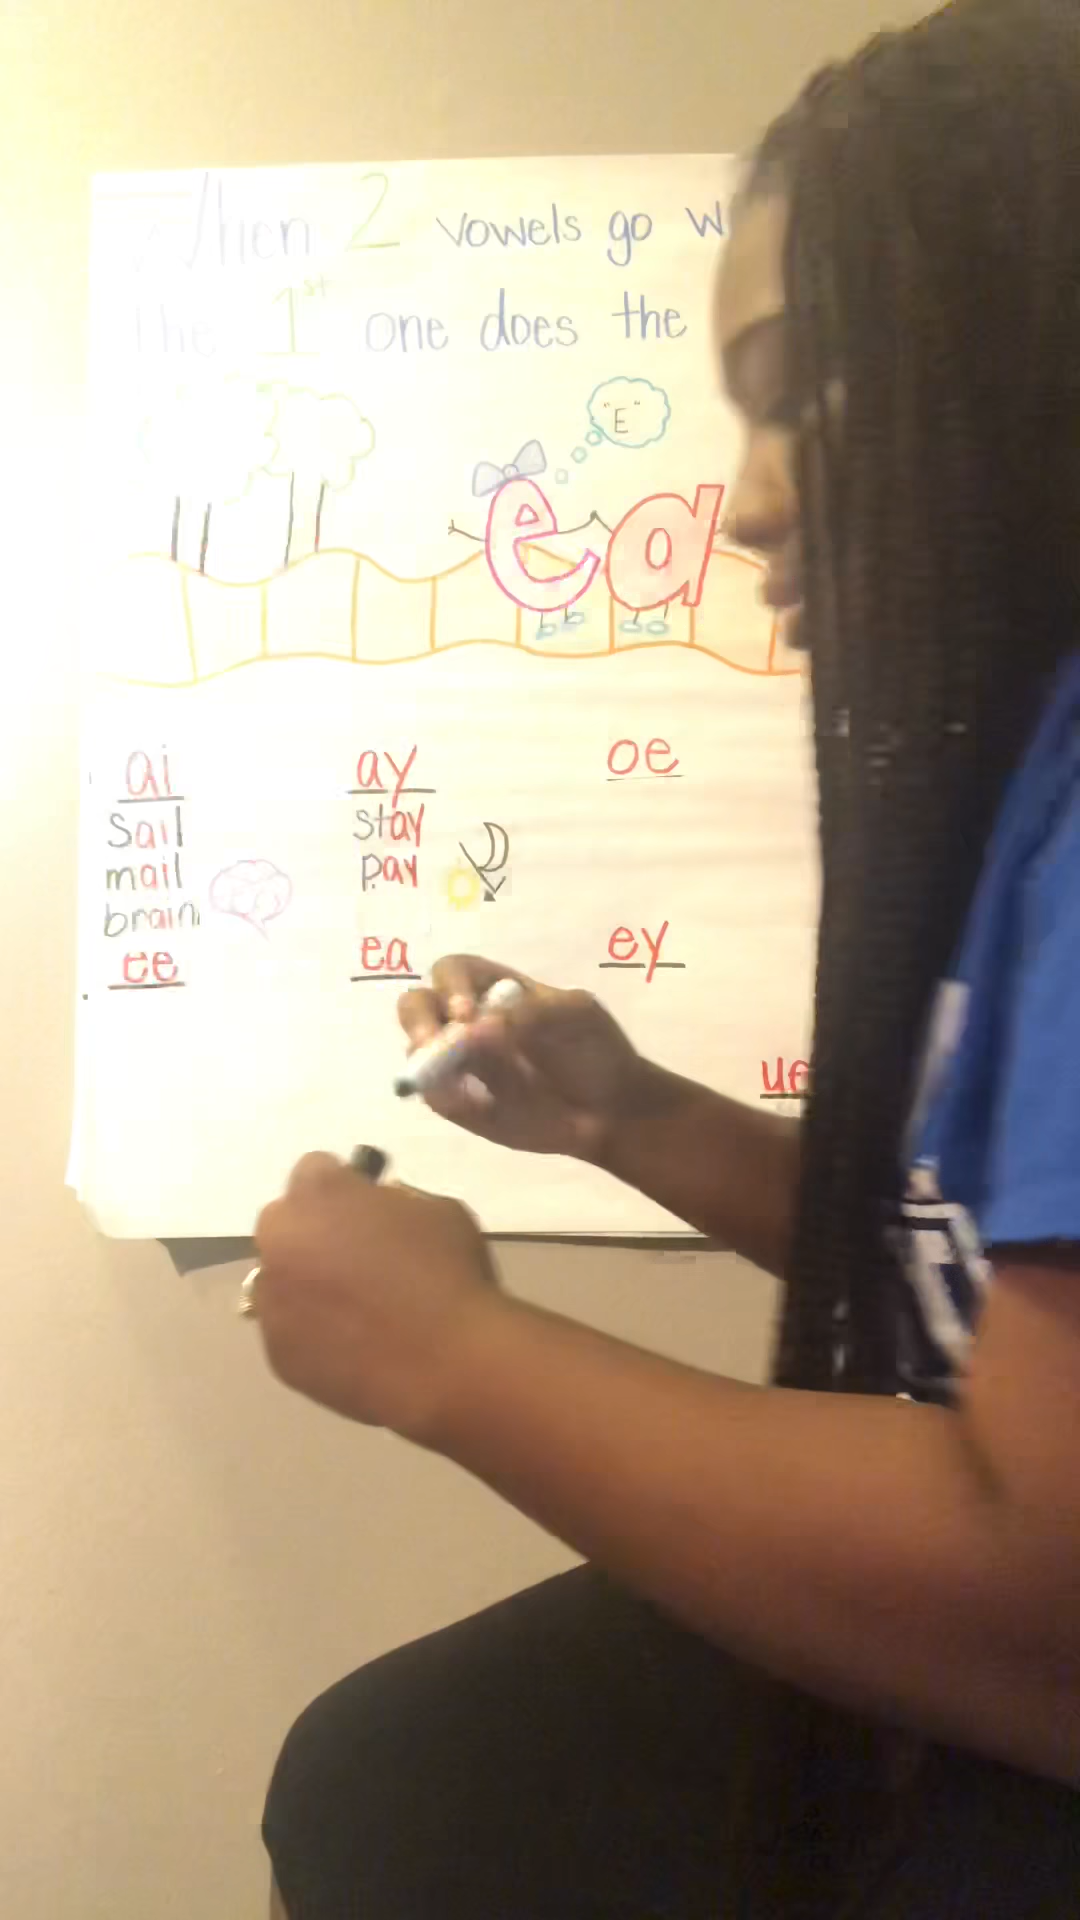 When 2 vowels go w
The 1st one does the
"E"
ea
ai ay oe
sail stay
mail pay
brain
ee ea ey
ue